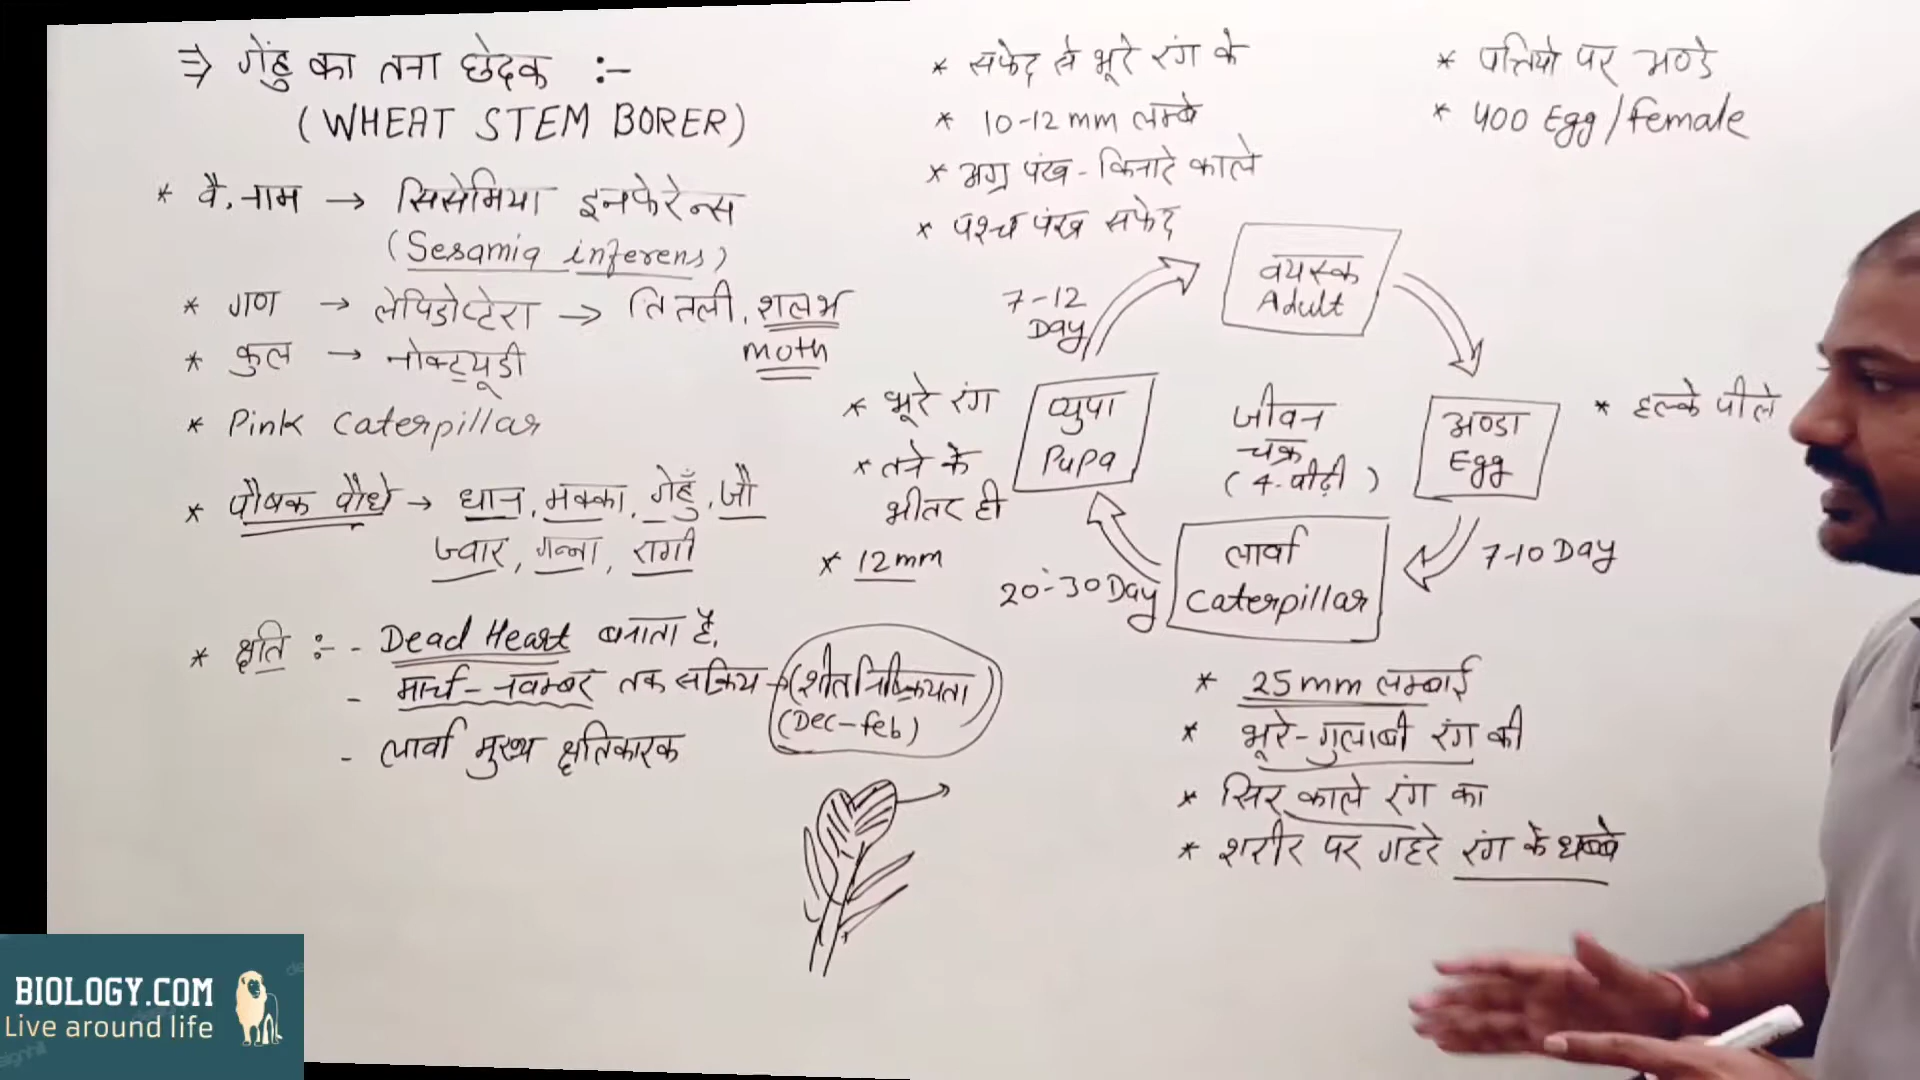 ⇒ गेंहु का तना छेदक :-
(WHEAT STEM BORER)
* वै. नाम → सिसेमिया इनफेरेन्स
(Sesamia inferens)
* गण → लेपिडोप्टेरा → तितली, शलभ
moth
* कुल → नोक्ट्यूडी
* Pink Caterpillar
* पौषक पौधे → धान, मक्का, गेहूँ, जौ
ज्वार, गन्ना, रागी
* क्षति :- - Dead Heart बनाता है,
- मार्च-नवम्बर तक सक्रिय → (शीतनिष्क्रियता)
(Dec-feb)
- लार्वा मुख्य क्षतिकारक
* सफेद से भूरे रंग के
* 10-12 mm लम्बे
* अग्र पंख - किनारे काले
* पश्च पंख सफेद
* पत्तियो पर अण्डे
* 400 Egg/female
वयस्क
Adult
7-12
Day
* भूरे रंग
* तने के
भीतर ही
* 12mm
प्युपा
Pupa
जीवन
चक्र
(4-पीढ़ी)
अण्डा
Egg
* हल्के पीले
7-10 Day
लार्वा
Caterpillar
20-30 Day
* 25mm लम्बाई
* भूरे-गुलाबी रंग की
* सिर काले रंग का
* शरीर पर गहरे रंग के धब्बे
BIOLOGY.COM
Live around life